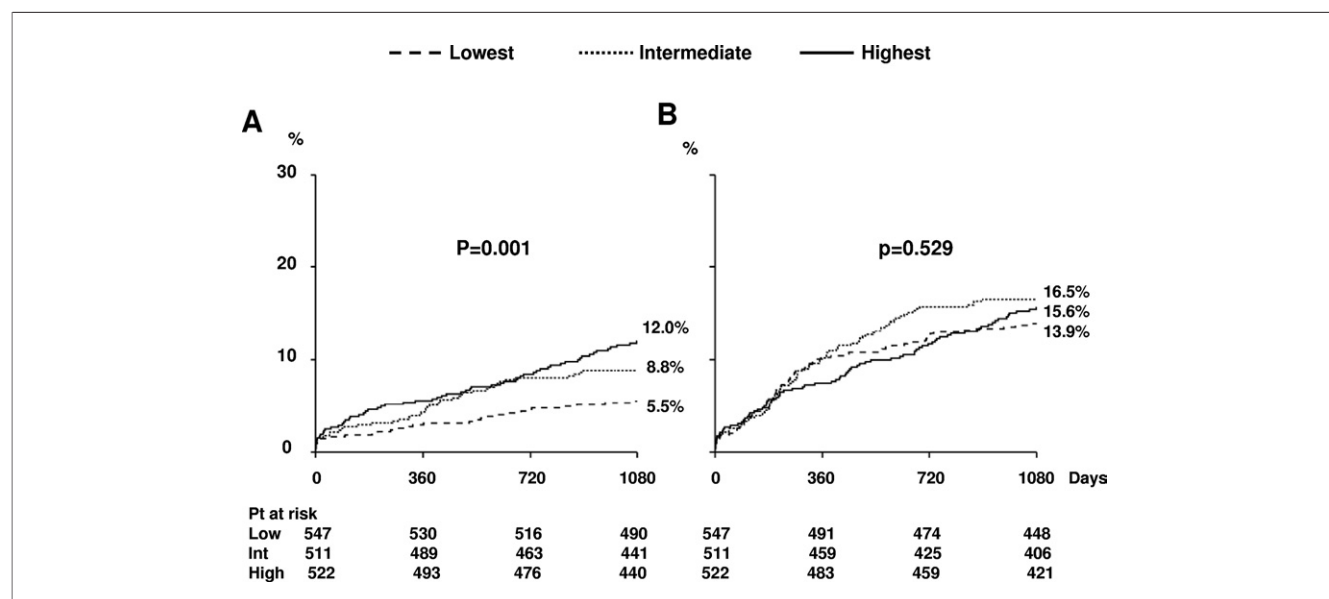 Lowest Intermediate Highest
A
%
30
20
10
0
P=0.001
12.0%
8.8%
5.5%
0 360 720 1080
B
%
p=0.529
16.5%
15.6%
13.9%
0 360 720 1080 Days
Pt at risk
Low 547 530 516 490 547 491 474 448
Int 511 489 463 441 511 459 425 406
High 522 493 476 440 522 483 459 421